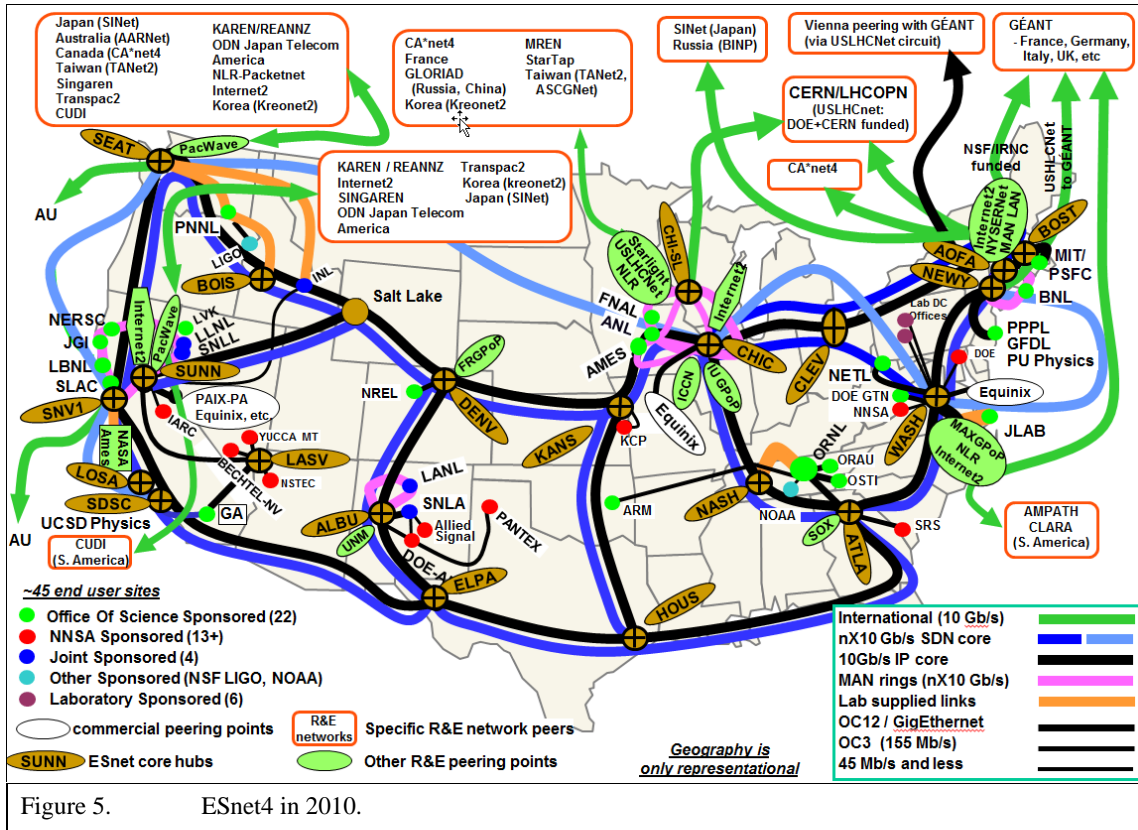 Japan (SINet)
Australia (AARNet)
Canada (CA*net4
Taiwan (TANet2)
Singaren
Transpac2
CUDI
KAREN/REANNZ
ODN Japan Telecom
America
NLR-Packetnet
Internet2
Korea (Kreonet2)
CA*net4
France
GLORIAD
(Russia, China)
Korea (Kreonet2
MREN
StarTap
Taiwan (TANet2,
ASCGNet)
SINet (Japan)
Russia (BINP)
Vienna peering with GÉANT
(via USLHCNet circuit)
GÉANT
- France, Germany,
Italy, UK, etc
CERN/LHCOPN
(USLHCnet:
DOE+CERN funded)
CA*net4
NSF/IRNC
funded
USHLCNet
to GÉANT
KAREN / REANNZ
Internet2
SINGAREN
ODN Japan Telecom
America
Transpac2
Korea (kreonet2)
Japan (SINet)
SEAT
PacWave
AU
PNNL
LIGO
BOIS
INL
Salt Lake
Internet2
PacWave
LVK
LLNL
SNLL
NERSC
JGI
LBNL
SLAC
SUNN
SNV1
PAIX-PA
Equinix, etc.
IARC
NASA
Ames
YUCCA MT
BECHTEL-NV
NSTEC
LASV
LOSA
SDSC
UCSD Physics
GA
AU
CUDI
(S. America)
FRGPoP
NREL
DENV
LANL
SNLA
ALBU
UNM
Allied
Signal
DOE-A
PANTEX
ELPA
KANS
KCP
HOUS
ARM
Starlight
USLHCNet
NLR
CHI-SL
Internet2
FNAL
ANL
AMES
CHIC
Equinix
ICCN
IU GPoP
CLEV
NASH
NOAA
ORNL
ORAU
OSTI
SOX
ATLA
SRS
Lab DC
Offices
NETL
DOE GTN
NNSA
DOE
WASH
Equinix
JLAB
MAXGPoP
NLR
Internet2
AMPATH
CLARA
(S. America)
Internet2
NYSERNet
MAN LAN
AOFA
NEWY
BOST
MIT/
PSFC
BNL
PPPL
GFDL
PU Physics
~45 end user sites
Office Of Science Sponsored (22)
NNSA Sponsored (13+)
Joint Sponsored (4)
Other Sponsored (NSF LIGO, NOAA)
Laboratory Sponsored (6)
commercial peering points
R&E
networks
Specific R&E network peers
SUNN
ESnet core hubs
Other R&E peering points
Geography is
only representational
International (10 Gb/s)
nX10 Gb/s SDN core
10Gb/s IP core
MAN rings (nX10 Gb/s)
Lab supplied links
OC12 / GigEthernet
OC3 (155 Mb/s)
45 Mb/s and less
Figure 5. ESnet4 in 2010.